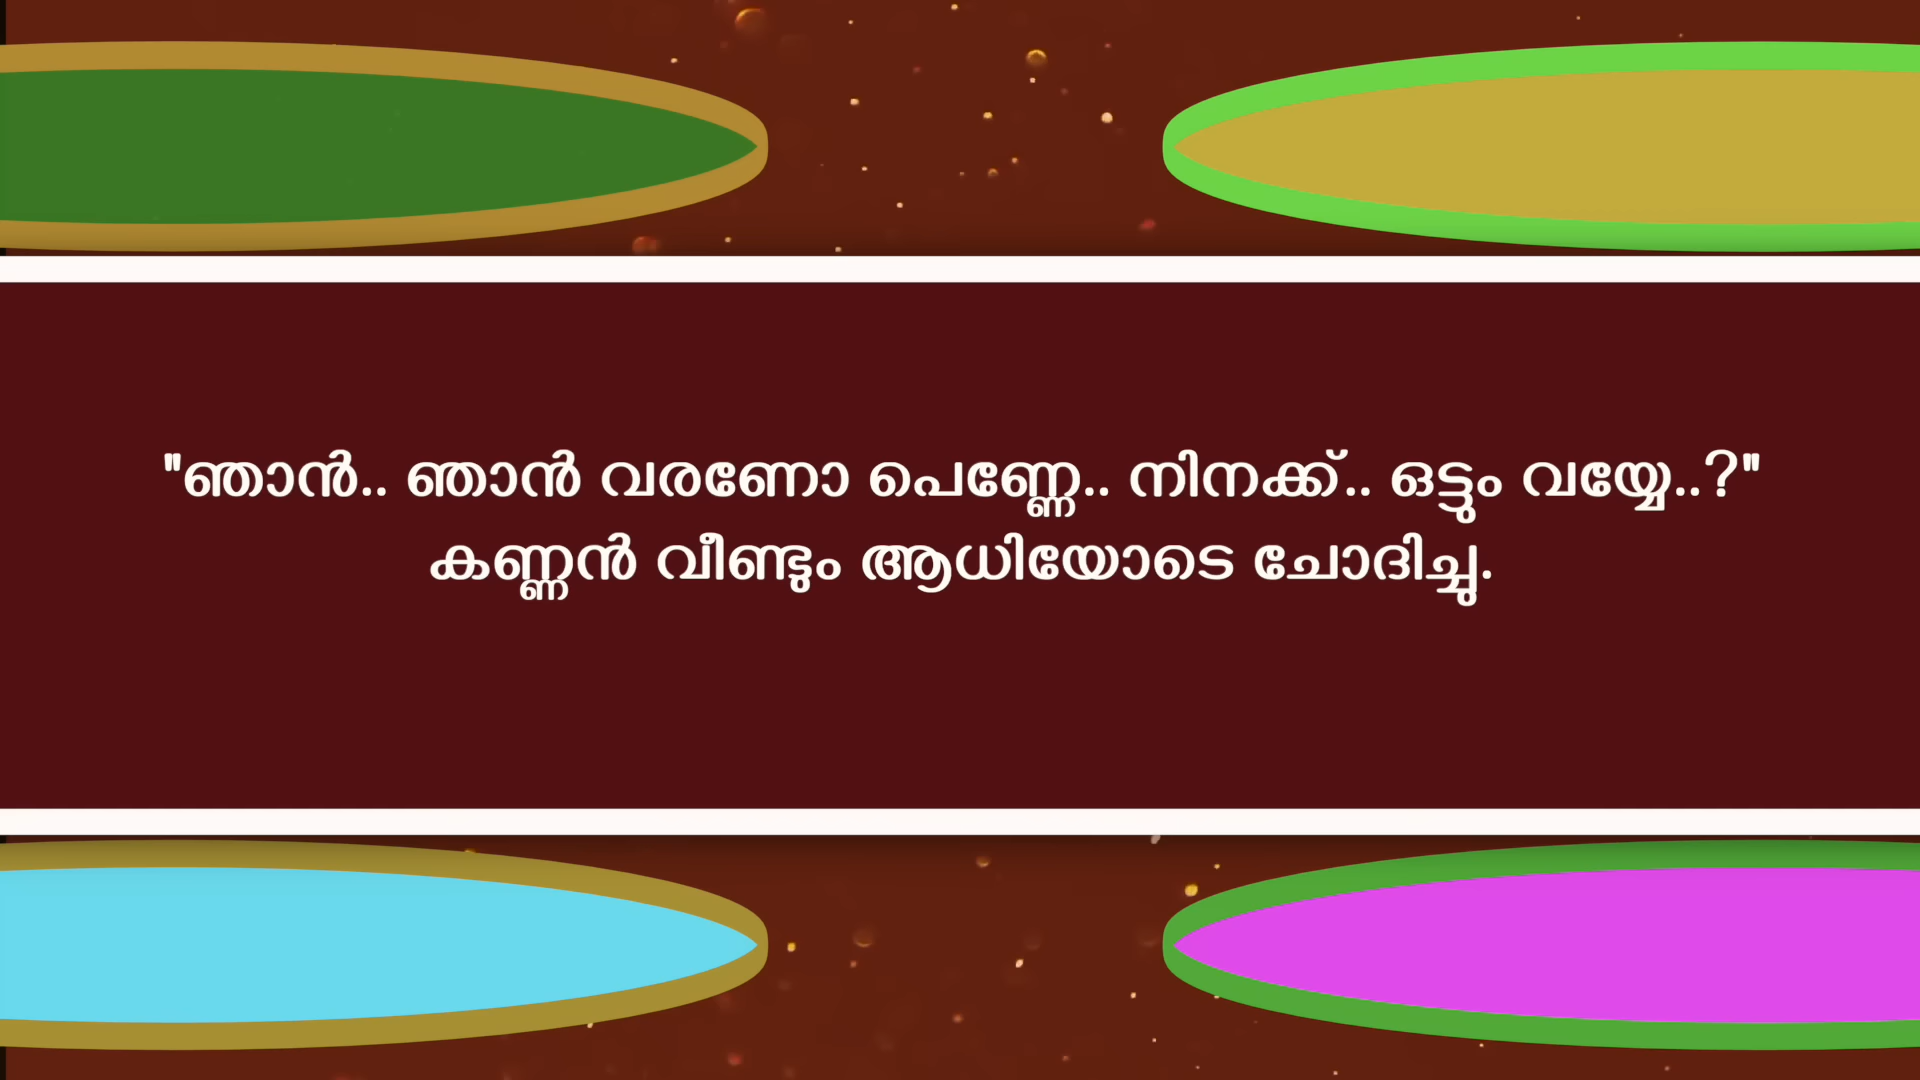 "ഞാൻ.. ഞാൻ വരണോ പെണ്ണേ.. നിനക്ക്.. ഒട്ടും വയ്യേ..?"
കണ്ണൻ വീണ്ടും ആധിയോടെ ചോദിച്ചു.